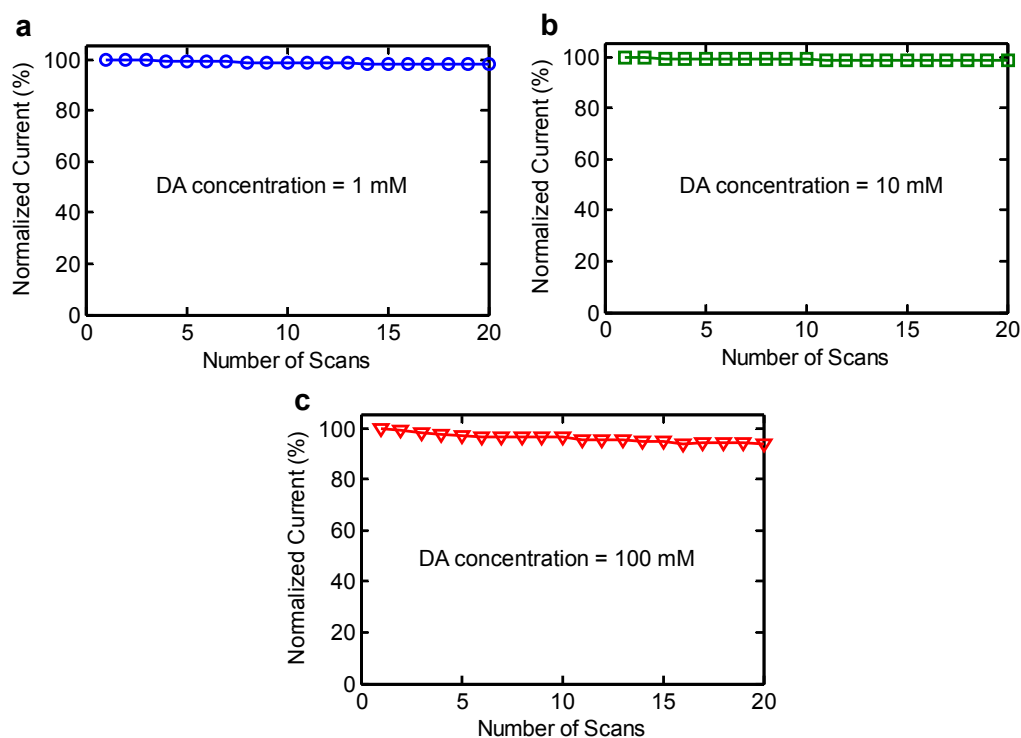 a
100
80
60
40
20
0
Normalized Current (%)
DA concentration = 1 mM
0 5 10 15 20
Number of Scans
b
100
80
60
40
20
0
Normalized Current (%)
DA concentration = 10 mM
0 5 10 15 20
Number of Scans
c
100
80
60
40
20
0
Normalized Current (%)
DA concentration = 100 mM
0 5 10 15 20
Number of Scans